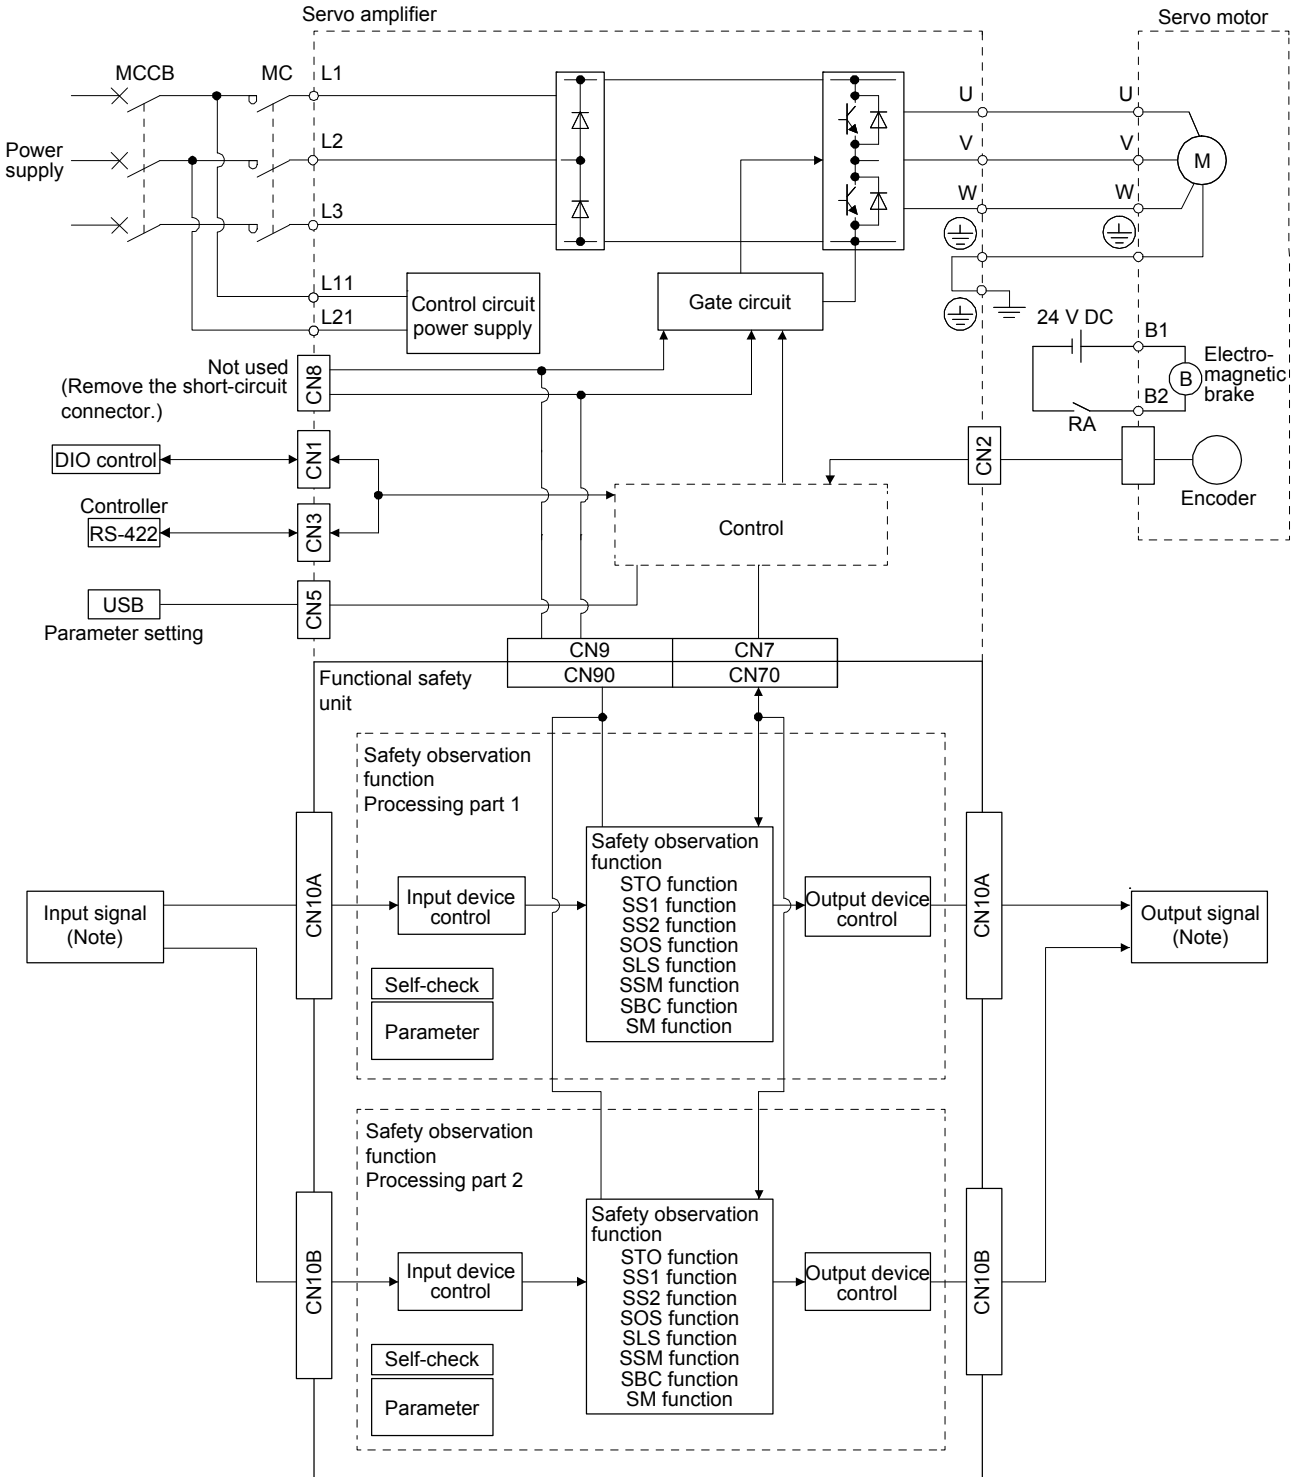 Servo amplifier
Servo motor
MCCB
MC
L1
U
U
Power
supply
L2
V
V
M
L3
W
W
L11
Control circuit
power supply
L21
Gate circuit
24 V DC
B1
Electro-
magnetic
brake
B
B2
RA
Not used
(Remove the short-circuit
connector.)
CN8
DIO control
CN1
CN2
Encoder
Controller
RS-422
CN3
Control
USB
CN5
Parameter setting
CN9
CN7
CN90
CN70
Functional safety
unit
Safety observation
function
Processing part 1
Input signal
(Note)
CN10A
Input device
control
Safety observation
function
STO function
SS1 function
SS2 function
SOS function
SLS function
SSM function
SBC function
SM function
Output device
control
CN10A
Output signal
(Note)
Self-check
Parameter
Safety observation
function
Processing part 2
CN10B
Input device
control
Safety observation
function
STO function
SS1 function
SS2 function
SOS function
SLS function
SSM function
SBC function
SM function
Output device
control
CN10B
Self-check
Parameter